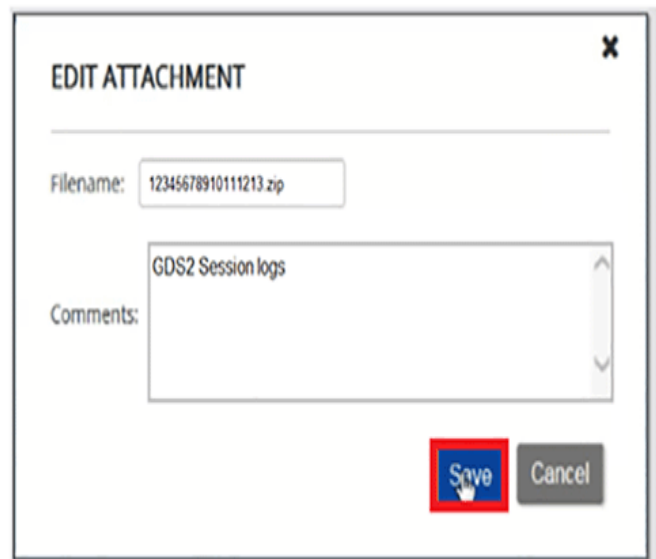 EDIT ATTACHMENT
Filename: 12345678910111213.zip
GDS2 Session logs
Comments:
Save Cancel